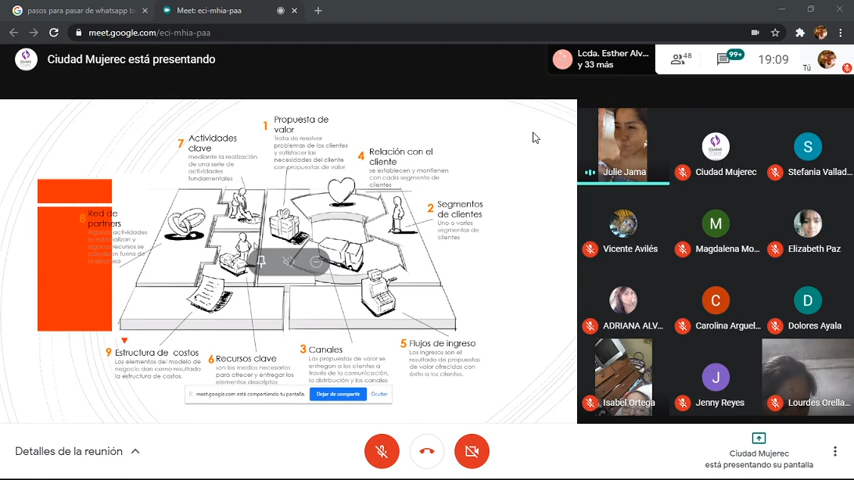 pasos para pasar de whatsapp b
Meet: eci-mhia-paa
meet.google.com/eci-mhia-paa
Ciudad Mujerec está presentando
Lcda. Esther Alv...
y 33 más
48
99+
19:09
Tú
7 Actividades
clave
mediante la realización
de una serie de
actividades
fundamentales
1 Propuesta de
valor
Trata de resolver
problemas de los clientes
y satisfacer las
necesidades del cliente
con propuestas de valor
4 Relación con el
cliente
se establecen y mantienen
con cada segmento de
clientes
2 Segmentos
de clientes
Uno o varios
segmentos de
clientes
8 Red de
partners
9 Estructura de costos
Los elementos del modelo de
negocio dan como resultado
la estructura de costos.
6 Recursos clave
son los medios necesarios
para ofrecer y entregar los
elementos descriptos
3 Canales
Las propuestas de valor se
entregan a los clientes a
través de la comunicación,
la distribución y los canales
5 Flujos de ingreso
Los ingresos son el
resultado de propuestas
de valor ofrecidas con
éxito a los clientes.
meet.google.com está compartiendo tu pantalla.
Dejar de compartir
Ocultar
Julie Jama
Ciudad Mujerec
Stefania Vallad...
Vicente Avilés
Magdalena Mo...
Elizabeth Paz
ADRIANA ALV...
Carolina Arguel...
Dolores Ayala
Isabel Ortega
Jenny Reyes
Lourdes Orella...
Detalles de la reunión
Ciudad Mujerec
está presentando su pantalla